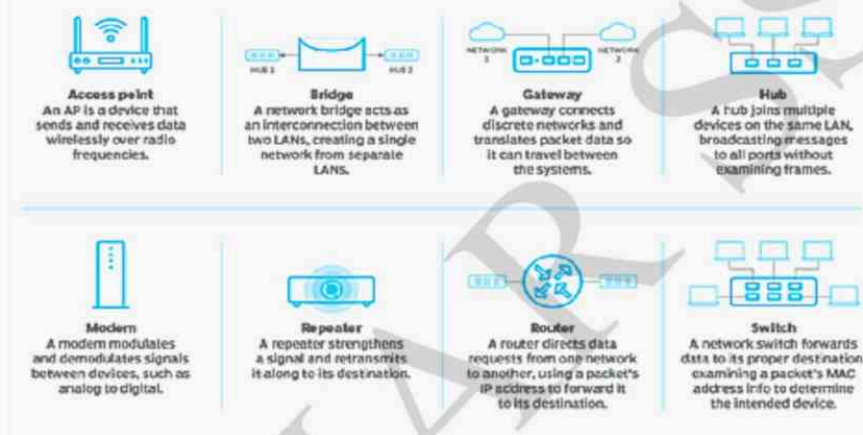 HUB 1
HUB 2
NETWORK
1
NETWORK
2
Access point
An AP is a device that
sends and receives data
wirelessly over radio
frequencies.
Bridge
A network bridge acts as
an interconnection between
two LANs, creating a single
network from separate
LANs.
Gateway
A gateway connects
discrete networks and
translates packet data so
it can travel between
the systems.
Hub
A hub joins multiple
devices on the same LAN,
broadcasting messages
to all ports without
examining frames.
Modem
A modem modulates
and demodulates signals
between devices, such as
analog to digital.
Repeater
A repeater strengthens
a signal and retransmits
it along to its destination.
Router
A router directs data
requests from one network
to another, using a packet's
IP address to forward it
to its destination.
Switch
A network switch forwards
data to its proper destination
examining a packet's MAC
address info to determine
the intended device.